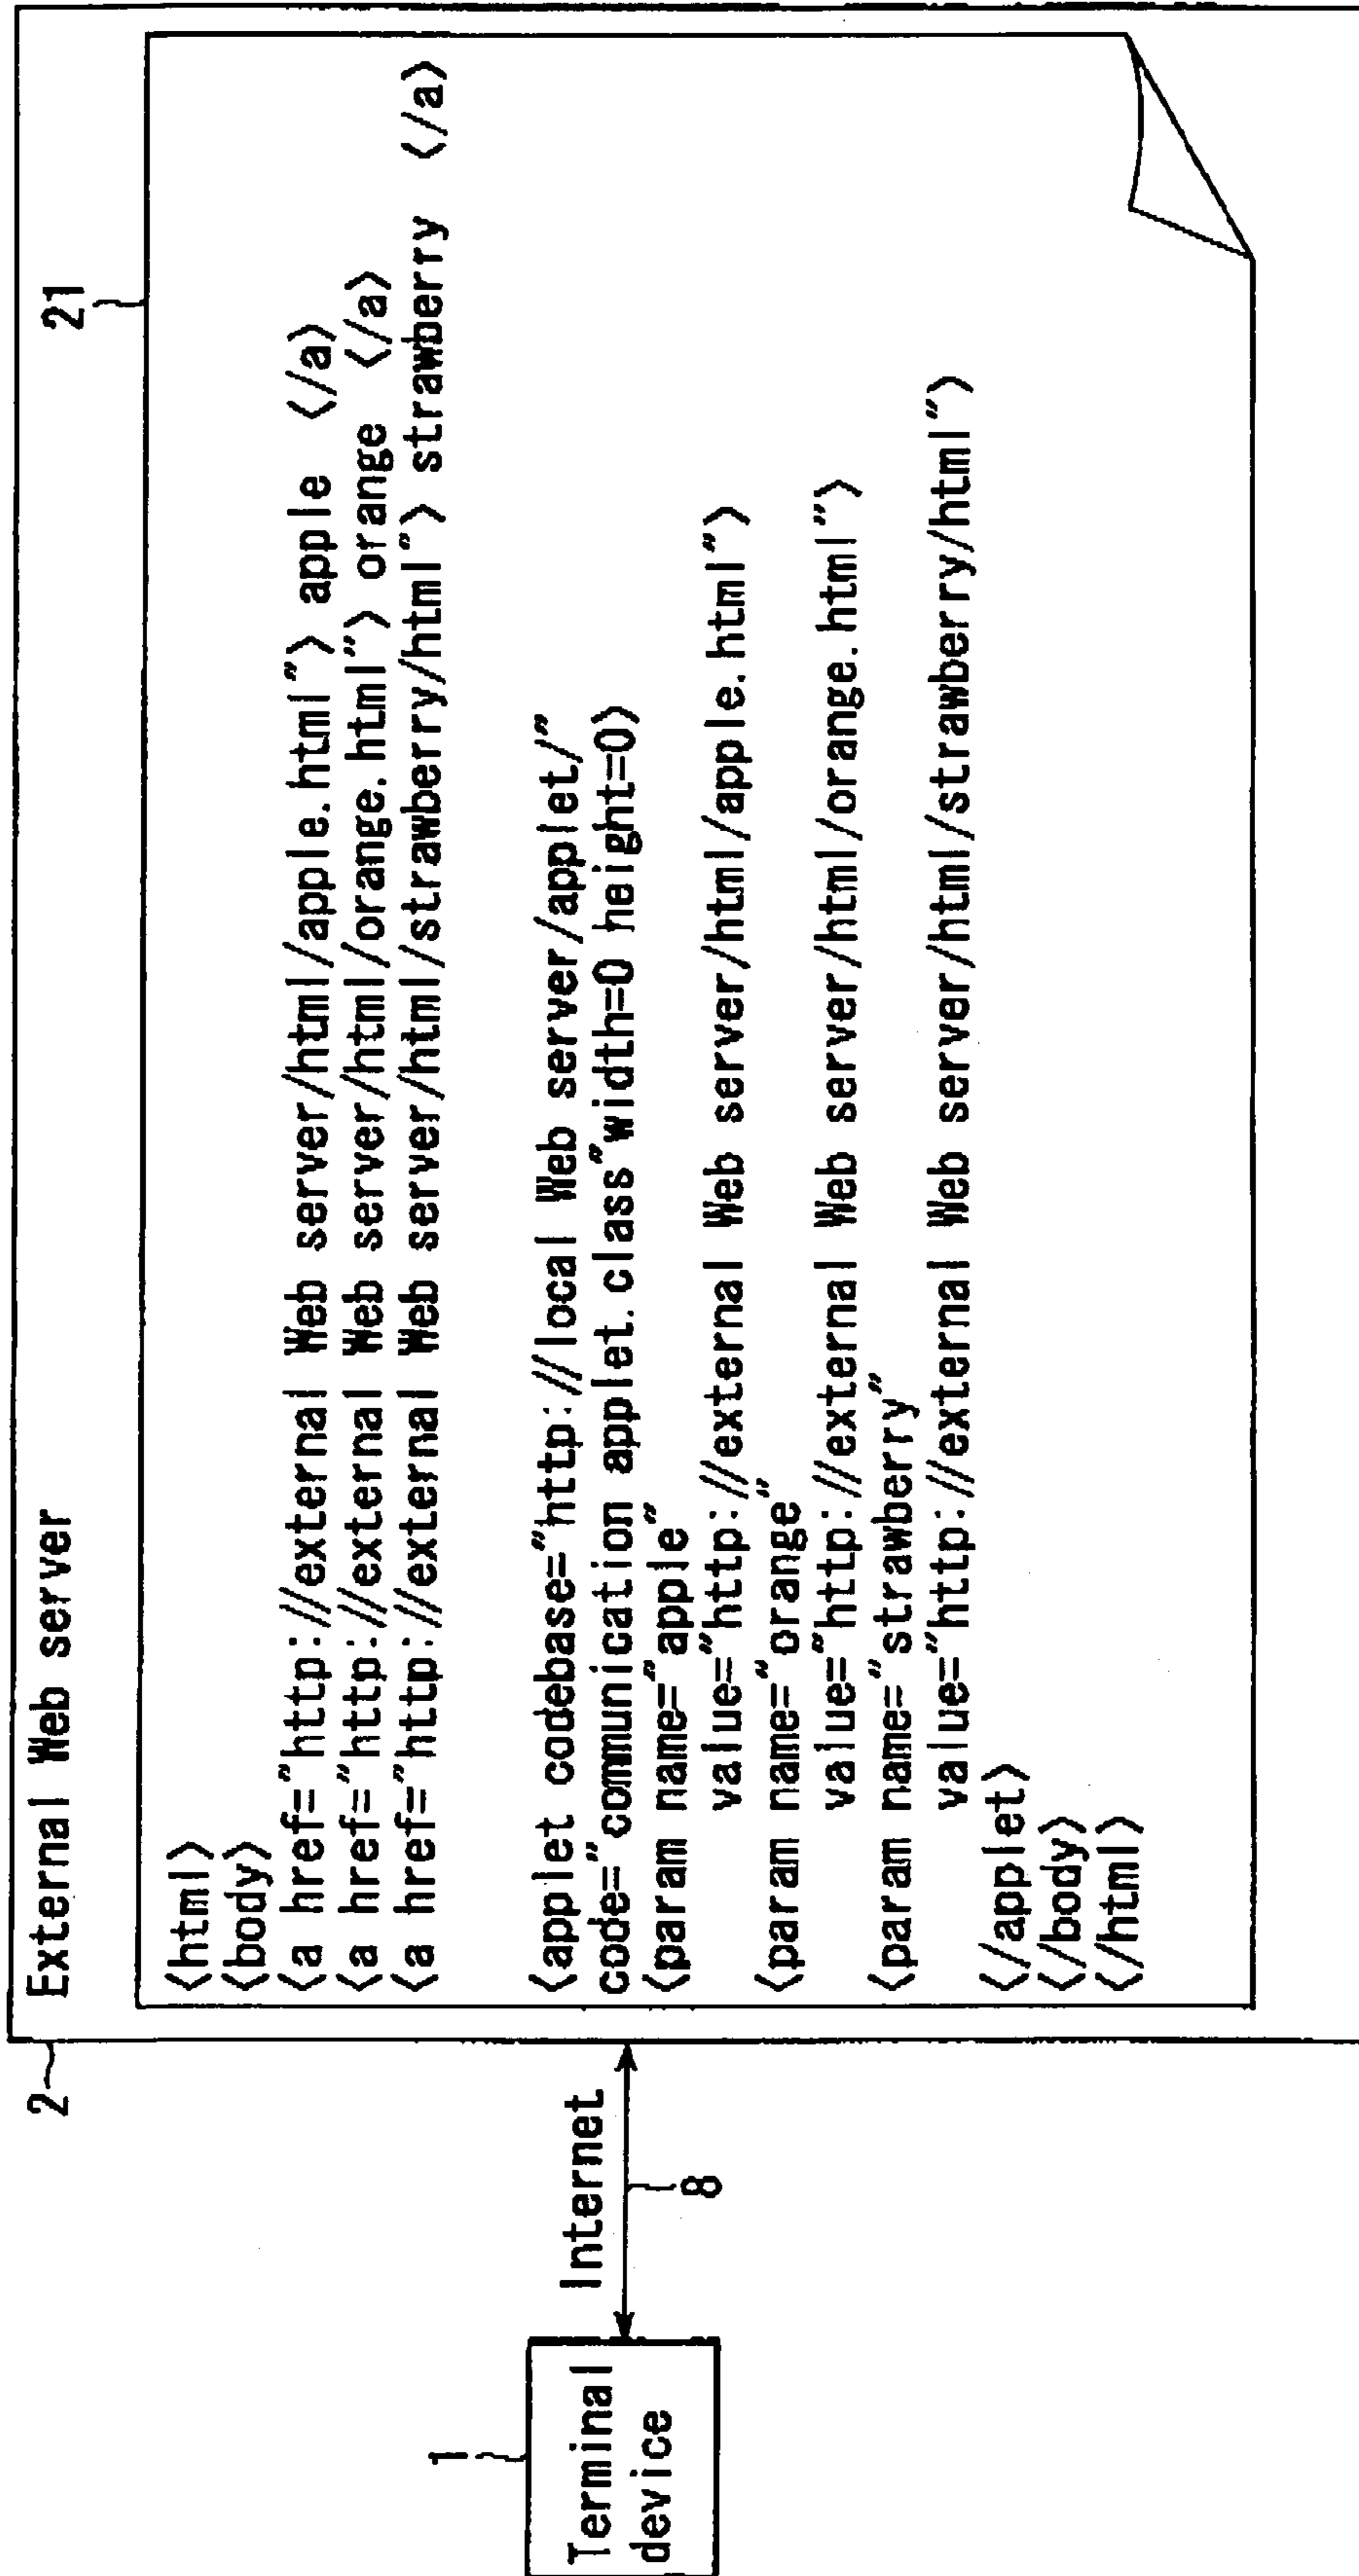 2
External Web server
21
<html>
<body>
<a href="http://external Web server/html/apple.html"> apple </a>
<a href="http://external Web server/html/orange.html"> orange </a>
<a href="http://external Web server/html/strawberry/html"> strawberry </a>
<applet codebase="http://local Web server/applet/"
code="communication applet.class"width=0 height=0>
<param name="apple"
value="http://external Web server/html/apple.html">
<param name="orange"
value="http://external Web server/html/orange.html">
<param name="strawberry"
value="http://external Web server/html/strawberry/html">
</applet>
</body>
</html>
1
Terminal
device
Internet
8